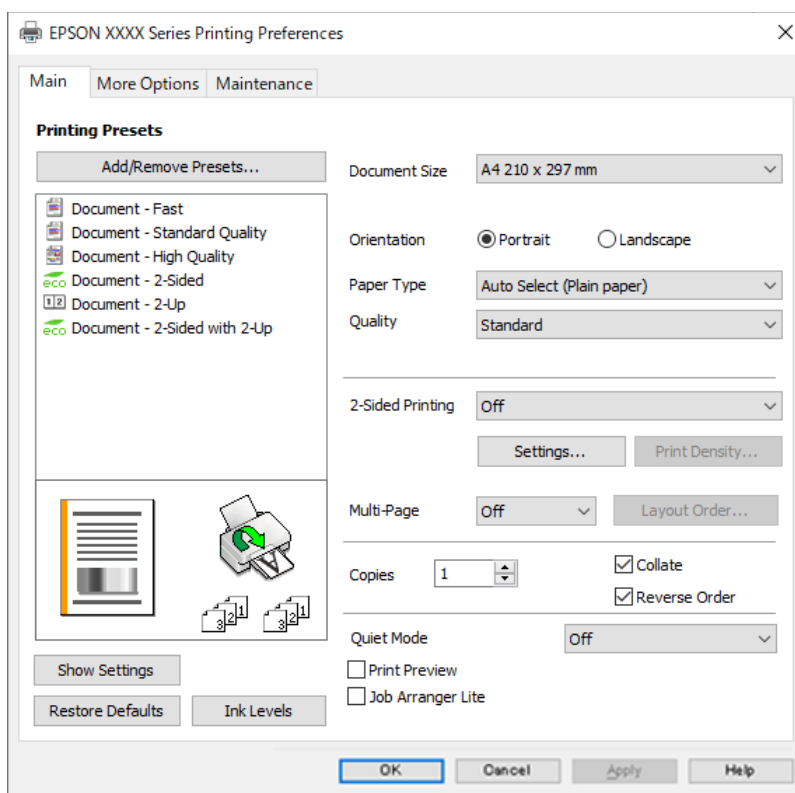 EPSON XXXX Series Printing Preferences
Main More Options Maintenance
Printing Presets
Add/Remove Presets...
Document - Fast
Document - Standard Quality
Document - High Quality
eco Document - 2-Sided
1 2 Document - 2-Up
eco Document - 2-Sided with 2-Up
3 2 1 3 2 1
Show Settings
Restore Defaults Ink Levels
Document Size A4 210 x 297 mm
Orientation Portrait Landscape
Paper Type Auto Select (Plain paper)
Quality Standard
2-Sided Printing Off
Settings... Print Density...
Multi-Page Off Layout Order...
Copies 1 Collate
Reverse Order
Quiet Mode Off
Print Preview
Job Arranger Lite
OK Cancel Apply Help